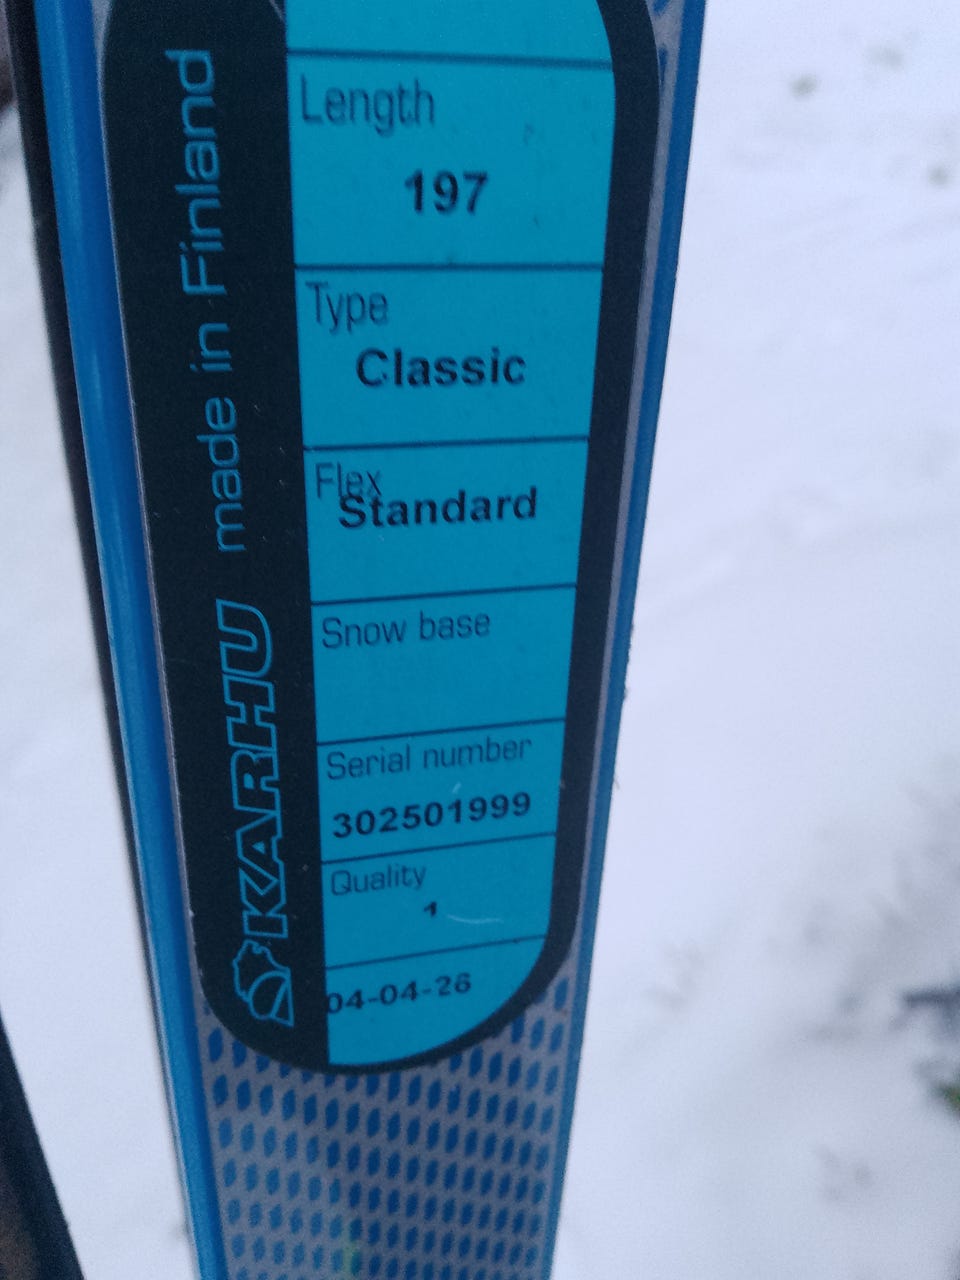 Length
197
Type
Classic
Flex
Standard
Snow base
Serial number
302501999
Quality
1
04-04-26
KARHU made in Finland